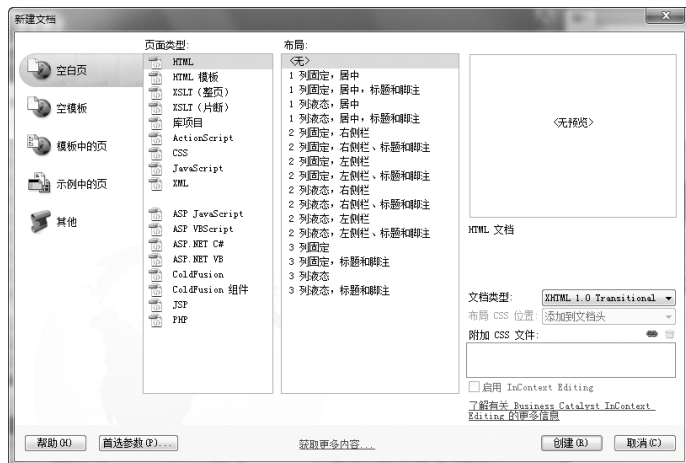 新建文档
空白页
空模板
模板中的页
示例中的页
其他
页面类型:
HTML
HTML 模板
XSLT（整页）
XSLT（片断）
库项目
ActionScript
CSS
JavaScript
XML
ASP JavaScript
ASP VBScript
ASP.NET C#
ASP.NET VB
ColdFusion
ColdFusion 组件
JSP
PHP
布局:
<无>
1 列固定，居中
1 列固定，居中，标题和脚注
1 列液态，居中
1 列液态，居中，标题和脚注
2 列固定，右侧栏
2 列固定，右侧栏、标题和脚注
2 列固定，左侧栏
2 列固定，左侧栏、标题和脚注
2 列液态，右侧栏
2 列液态，右侧栏、标题和脚注
2 列液态，左侧栏
2 列液态，左侧栏、标题和脚注
3 列固定
3 列固定，标题和脚注
3 列液态
3 列液态，标题和脚注
<无预览>
HTML 文档
文档类型: XHTML 1.0 Transitional
布局 CSS 位置: 添加到文档头
附加 CSS 文件:
启用 InContext Editing
了解有关 Business Catalyst InContext
Editing 的更多信息
帮助(H) 首选参数(P)... 获取更多内容... 创建(R) 取消(C)